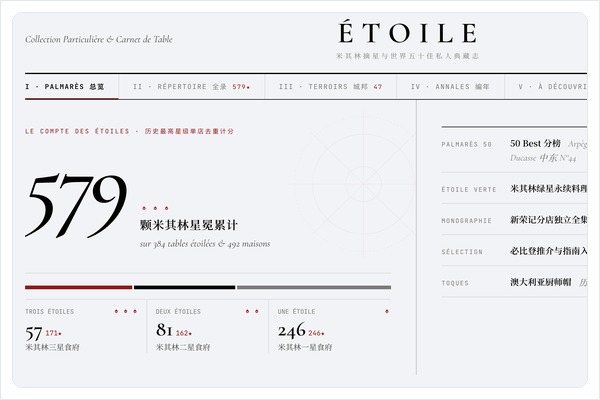 Collection Particulière & Carnet de Table
ÉTOILE
米其林摘星与世界五十佳私人典藏志
I · PALMARÈS 总览
II · RÉPERTOIRE 全录 579★
III · TERROIRS 城邦 47
IV · ANNALES 编年
V · À DÉCOUVRI
LE COMPTE DES ÉTOILES · 历史最高星级单店去重计分
579
颗米其林星冕累计
sur 384 tables étoilées & 492 maisons
TROIS ÉTOILES
57 171★
米其林三星食府
DEUX ÉTOILES
81 162★
米其林二星食府
UNE ÉTOILE
246 246★
米其林一星食府
PALMARÈS 50
50 Best 分榜 Arpèg
Ducasse 中东 N°44
ÉTOILE VERTE
米其林绿星永续料理
MONOGRAPHIE
新荣记分店独立全集
SÉLECTION
必比登推介与指南入
TOQUES
澳大利亚厨师帽 历